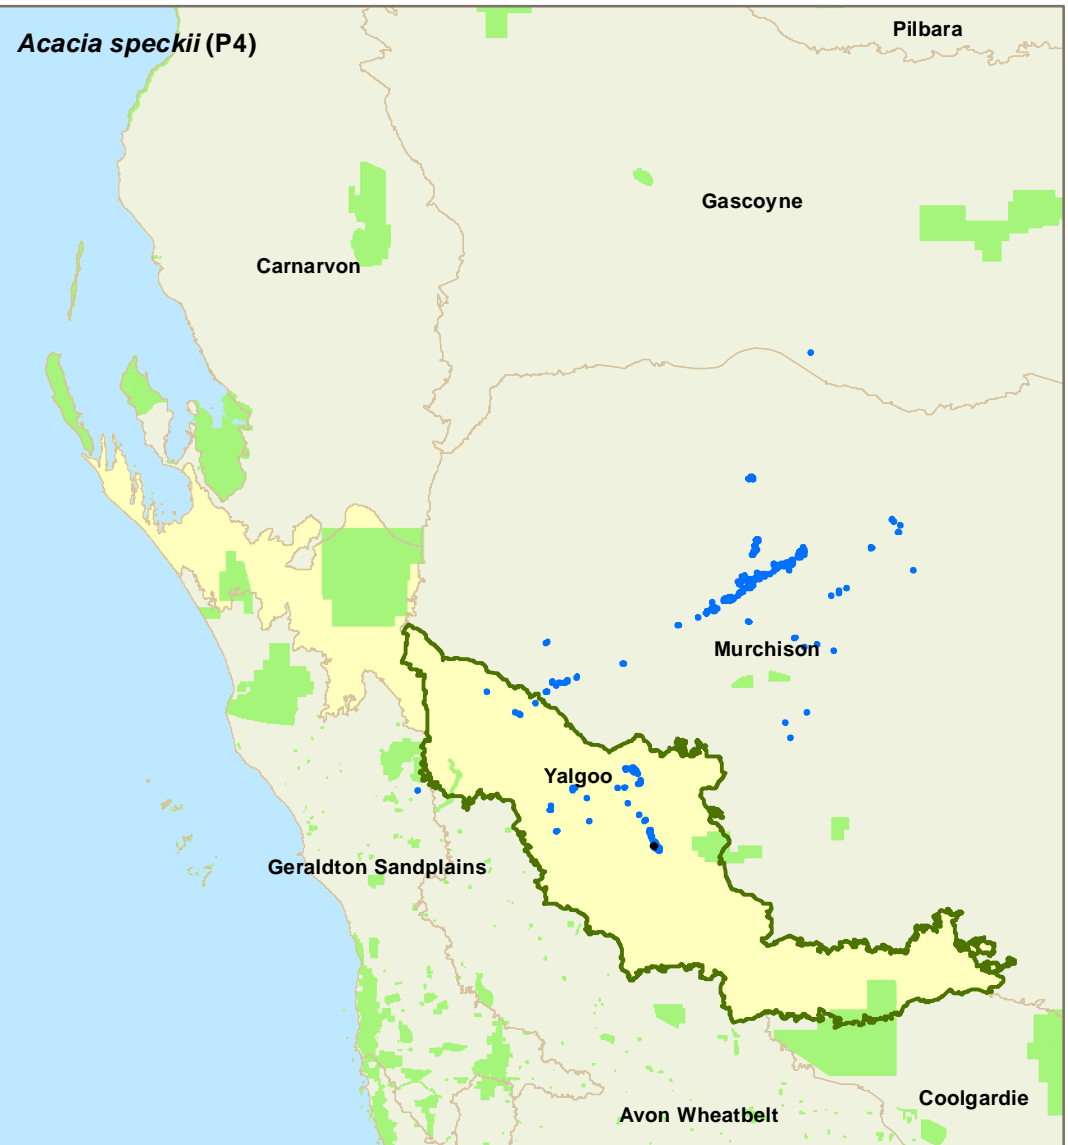 Acacia speckii (P4)
Pilbara
Gascoyne
Carnarvon
Murchison
Yalgoo
Geraldton Sandplains
Coolgardie
Avon Wheatbelt